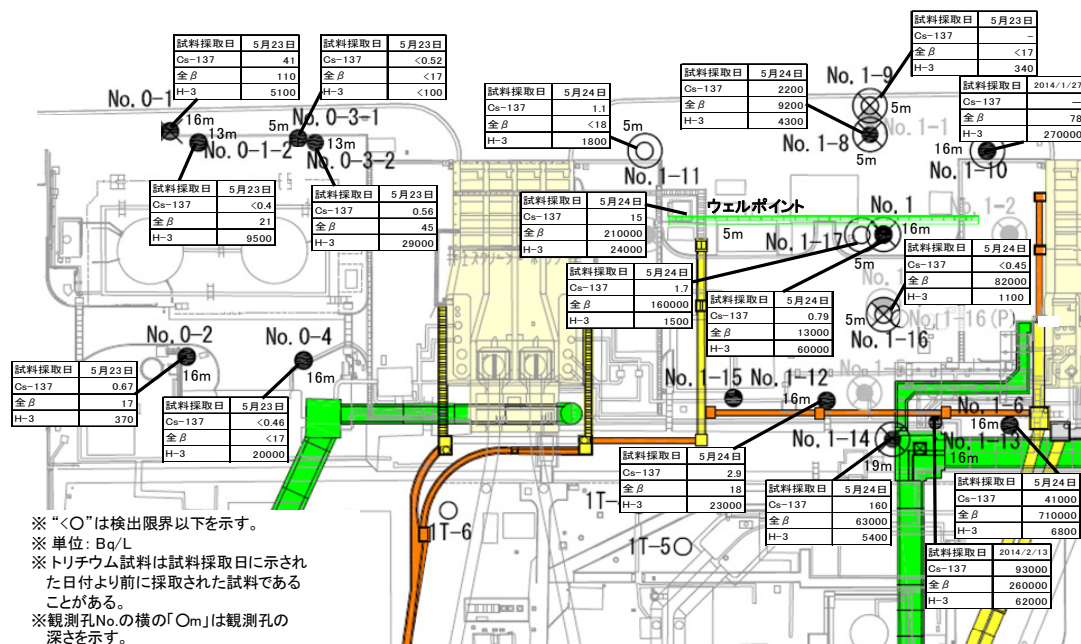 試料採取日 5月23日
Cs-137 41
全β 110
H-3 5100
試料採取日 5月23日
Cs-137 <0.52
全β <17
H-3 <100
試料採取日 5月23日
Cs-137 -
全β <17
H-3 340
試料採取日 5月24日
Cs-137 2200
全β 9200
H-3 4300
試料採取日 2014/1/27
Cs-137 -
全β 78
H-3 270000
試料採取日 5月24日
Cs-137 1.1
全β <18
H-3 1800
No. 0-1
16m
13m
No. 0-1-2
5m
No. 0-3-1
13m
No. 0-3-2
5m
No. 1-11
No. 1-9
5m
No. 1-8
5m
No. 1-1
16m
No. 1-10
試料採取日 5月23日
Cs-137 <0.4
全β 21
H-3 9500
試料採取日 5月23日
Cs-137 0.56
全β 45
H-3 29000
試料採取日 5月24日
Cs-137 15
全β 210000
H-3 24000
ウェルポイント
5m
No. 1
16m
No. 1-17
5m
No. 1-2
試料採取日 5月24日
Cs-137 1.7
全β 160000
H-3 1500
試料採取日 5月24日
Cs-137 0.79
全β 13000
H-3 60000
試料採取日 5月24日
Cs-137 <0.45
全β 82000
H-3 1100
5m
No. 1-16
No. 1-16(P)
No. 0-2
16m
No. 0-4
16m
試料採取日 5月23日
Cs-137 0.67
全β 17
H-3 370
試料採取日 5月23日
Cs-137 <0.46
全β <17
H-3 20000
No. 1-15
No. 1-12
16m
No. 1-5
No. 1-6
16m
No. 1-14
19m
No. 1-13
16m
試料採取日 5月24日
Cs-137 2.9
全β 18
H-3 23000
試料採取日 5月24日
Cs-137 160
全β 63000
H-3 5400
試料採取日 5月24日
Cs-137 41000
全β 710000
H-3 6800
試料採取日 2014/2/13
Cs-137 93000
全β 260000
H-3 62000
1T-6
1T-
1T-5
※ “<○”は検出限界以下を示す。
※ 単位: Bq/L
※ トリチウム試料は試料採取日に示され
た日付より前に採取された試料である
ことがある。
※観測孔No.の横の「○m」は観測孔の
深さを示す。